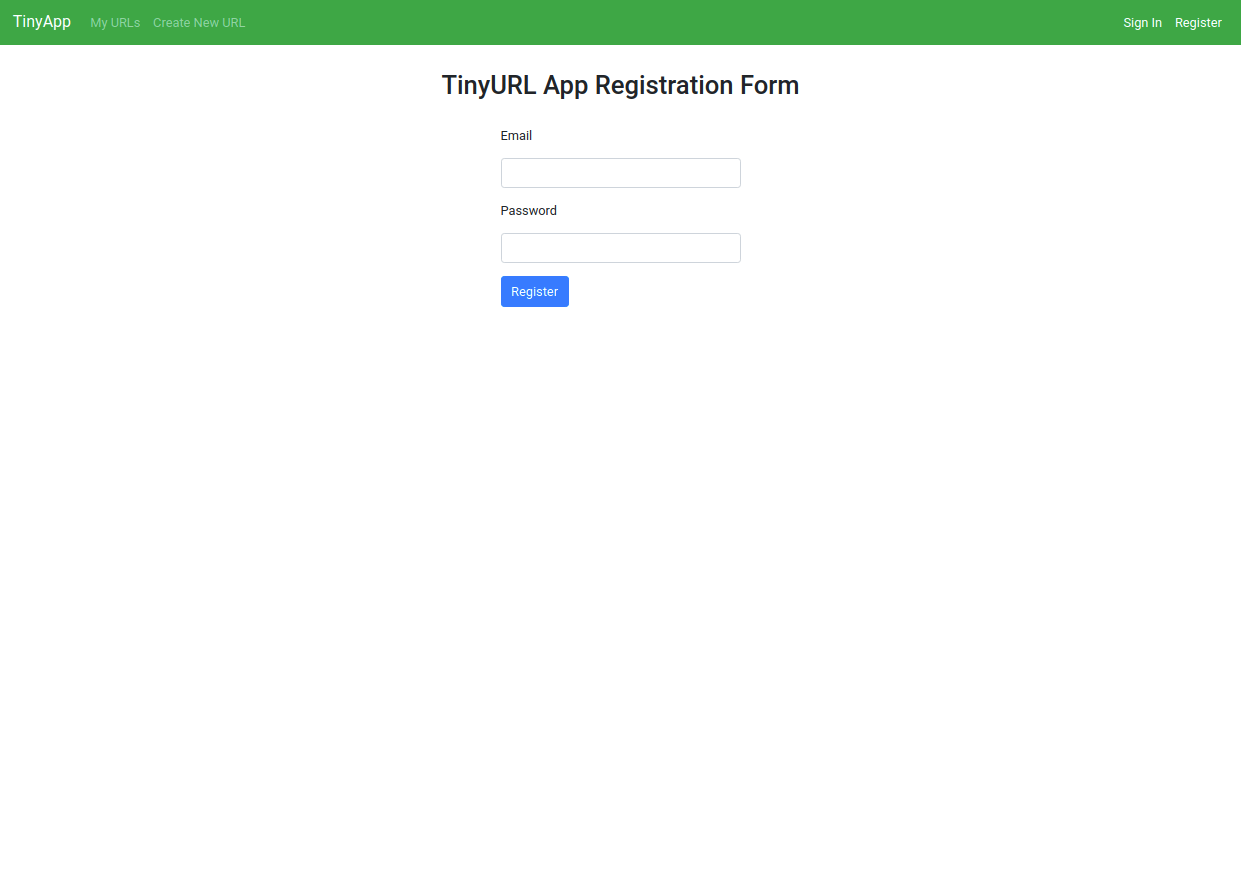 TinyApp My URLs Create New URL Sign In Register
TinyURL App Registration Form
Email
Password
Register